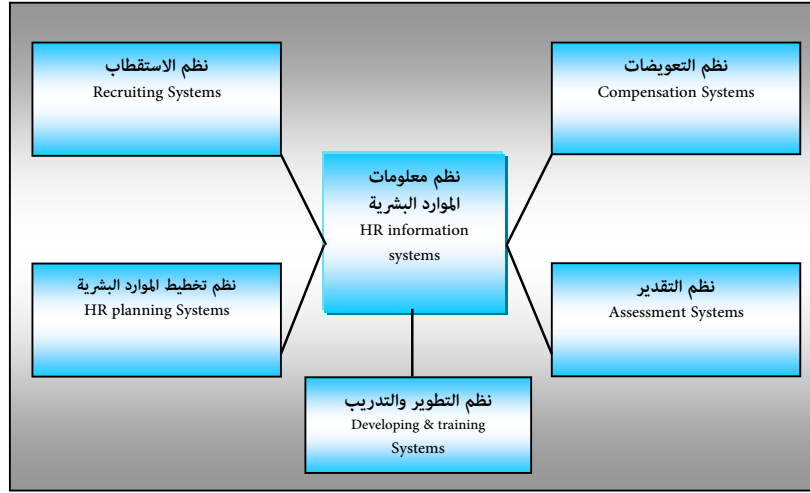 نظم الاستقطاب
Recruiting Systems
نظم التعويضات
Compensation Systems
نظم معلومات
الموارد البشرية
HR information
systems
نظم تخطيط الموارد البشرية
HR planning Systems
نظم التقدير
Assessment Systems
نظم التطوير والتدريب
Developing & training
Systems